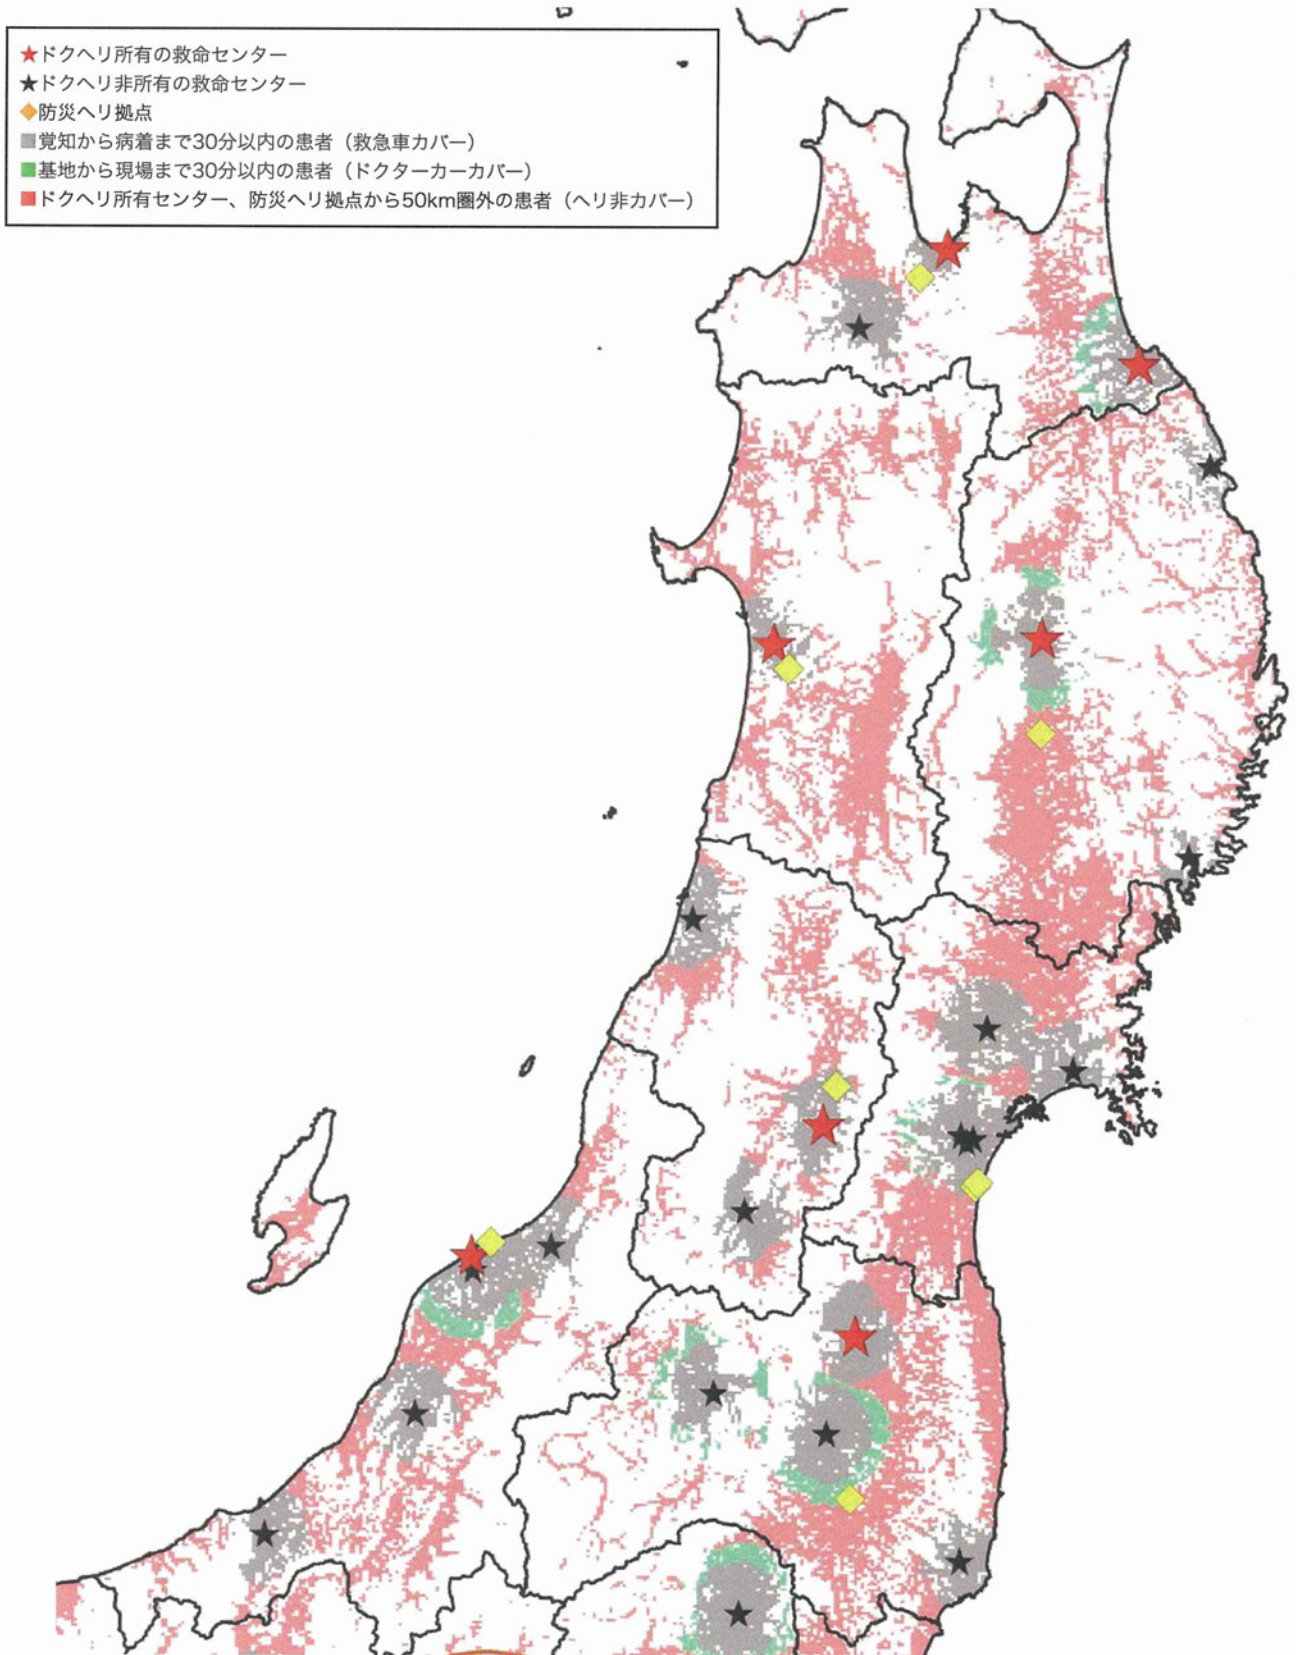 ★ドクヘリ所有の救命センター
★ドクヘリ非所有の救命センター
◆防災ヘリ拠点
■覚知から病着まで30分以内の患者（救急車カバー）
■基地から現場まで30分以内の患者（ドクターカーカバー）
■ドクヘリ所有センター、防災ヘリ拠点から50km圏外の患者（ヘリ非カバー）